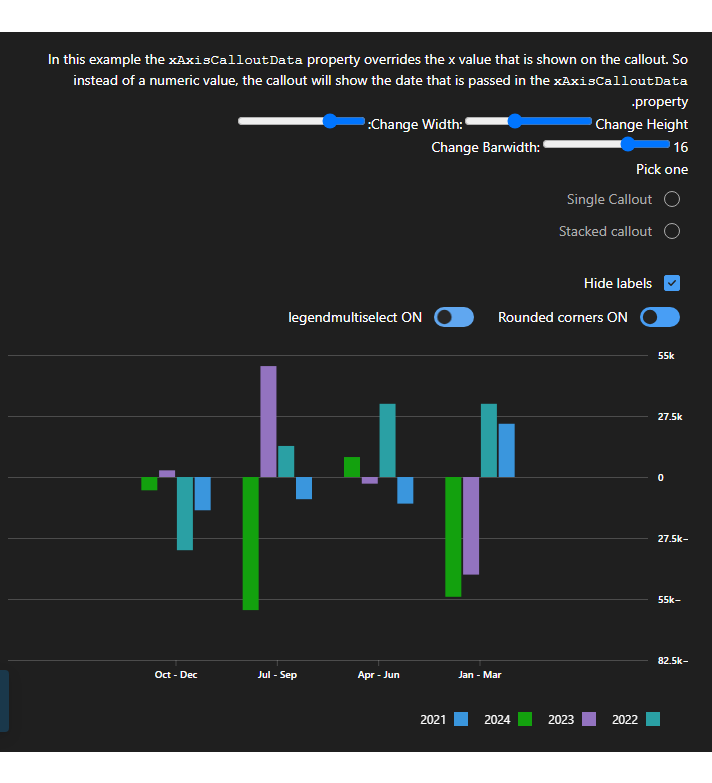 In this example the xAxisCalloutData property overrides the x value that is shown on the callout. So
instead of a numeric value, the callout will show the date that is passed in the xAxisCalloutData
.property
:Change Width: Change Height
Change Barwidth: 16
Pick one
Single Callout
Stacked callout
Hide labels
legendmultiselect ON Rounded corners ON
55k
27.5k
0
27.5k−
55k−
82.5k−
Oct - Dec Jul - Sep Apr - Jun Jan - Mar
2021 2024 2023 2022